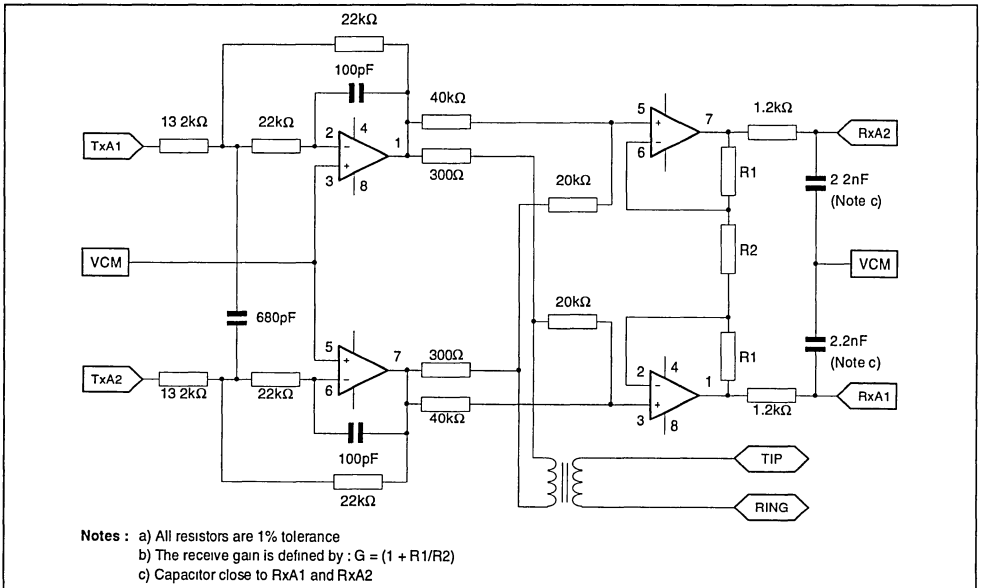 22kΩ
100pF
40kΩ
1.2kΩ
13 2kΩ
22kΩ
2
4
1
5
7
TxA1
RxA2
3
8
300Ω
6
R1
20kΩ
2 2nF
(Note c)
R2
VCM
VCM
20kΩ
680pF
5
7
300Ω
R1
2.2nF
(Note c)
TxA2
13 2kΩ
22kΩ
6
40kΩ
2
4
1
3
8
1.2kΩ
RxA1
100pF
22kΩ
TIP
RING
Notes : a) All resistors are 1% tolerance
b) The receive gain is defined by : G = (1 + R1/R2)
c) Capacitor close to RxA1 and RxA2